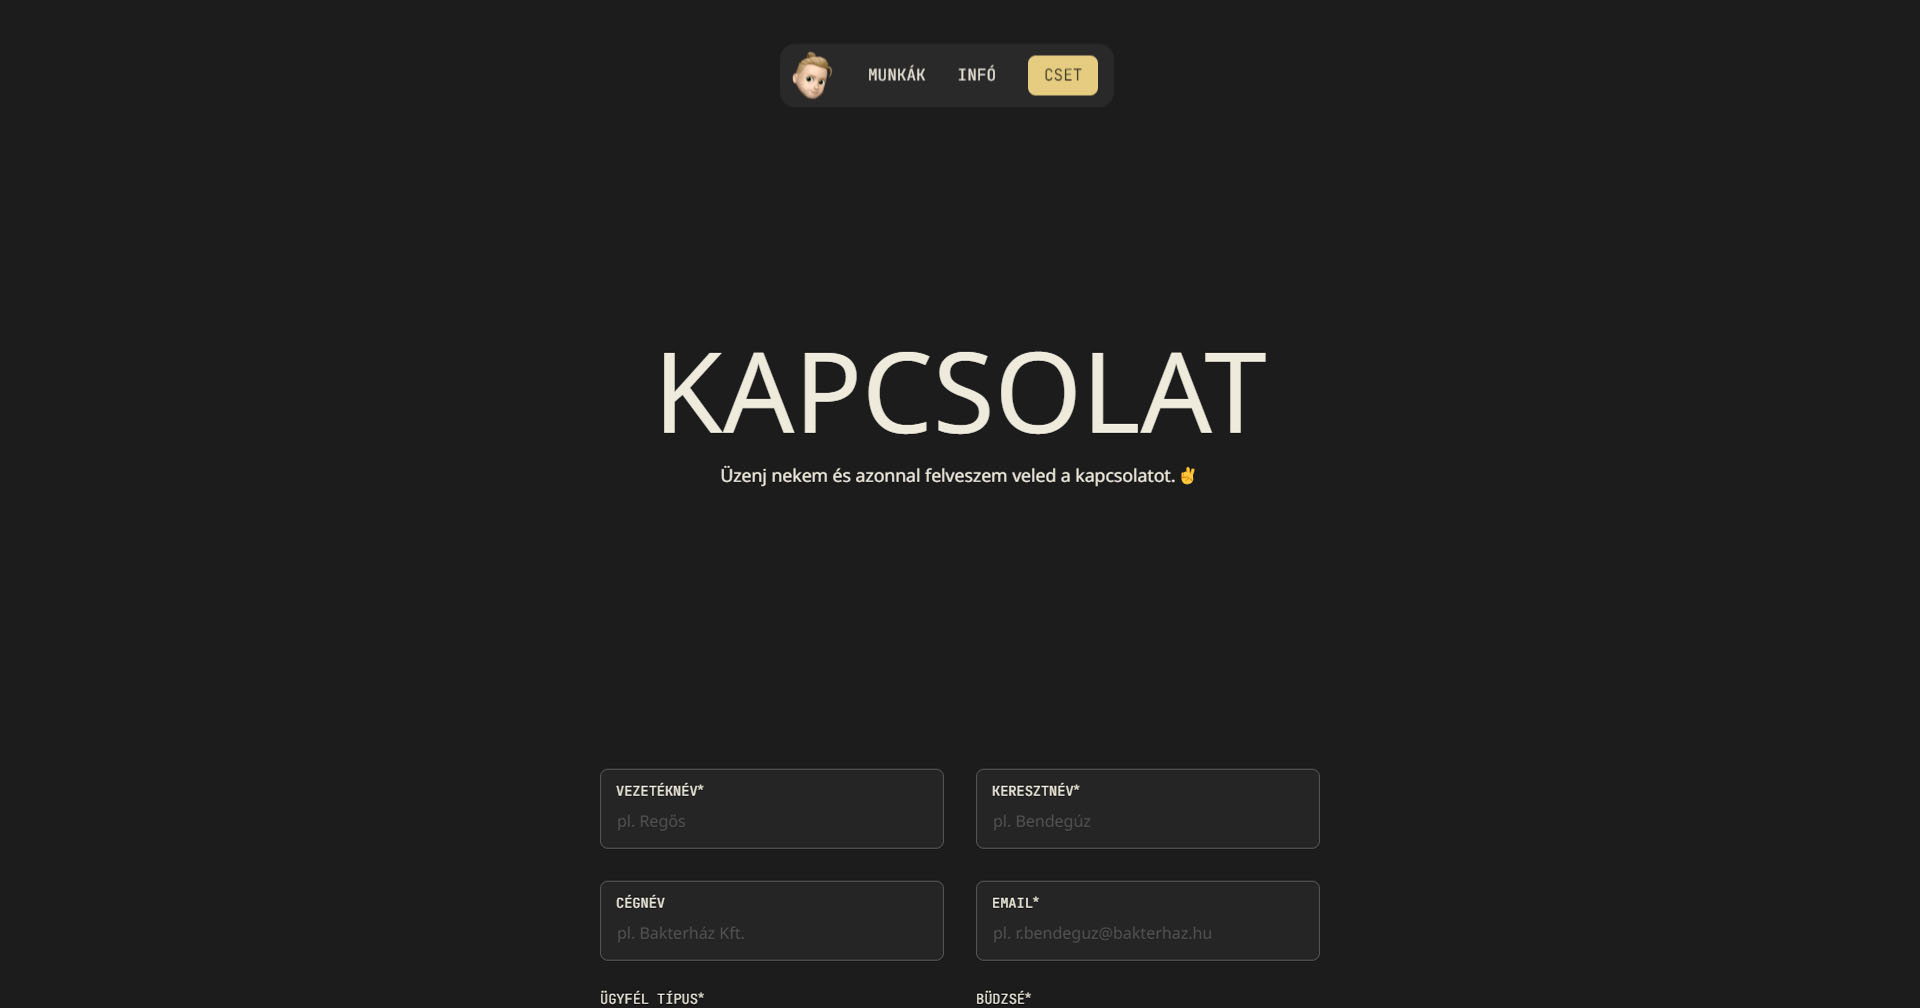 MUNKÁK INFÓ CSET
KAPCSOLAT
Üzenj nekem és azonnal felveszem veled a kapcsolatot.✌️
VEZETÉKNÉV* KERESZTNÉV*
pl. Regös pl. Bendegúz
CÉGNÉV EMAIL*
pl. Bakterház Kft. pl. r.bendeguz@bakterhaz.hu
ÜGYFÉL TÍPUS* BÜDZSÉ*